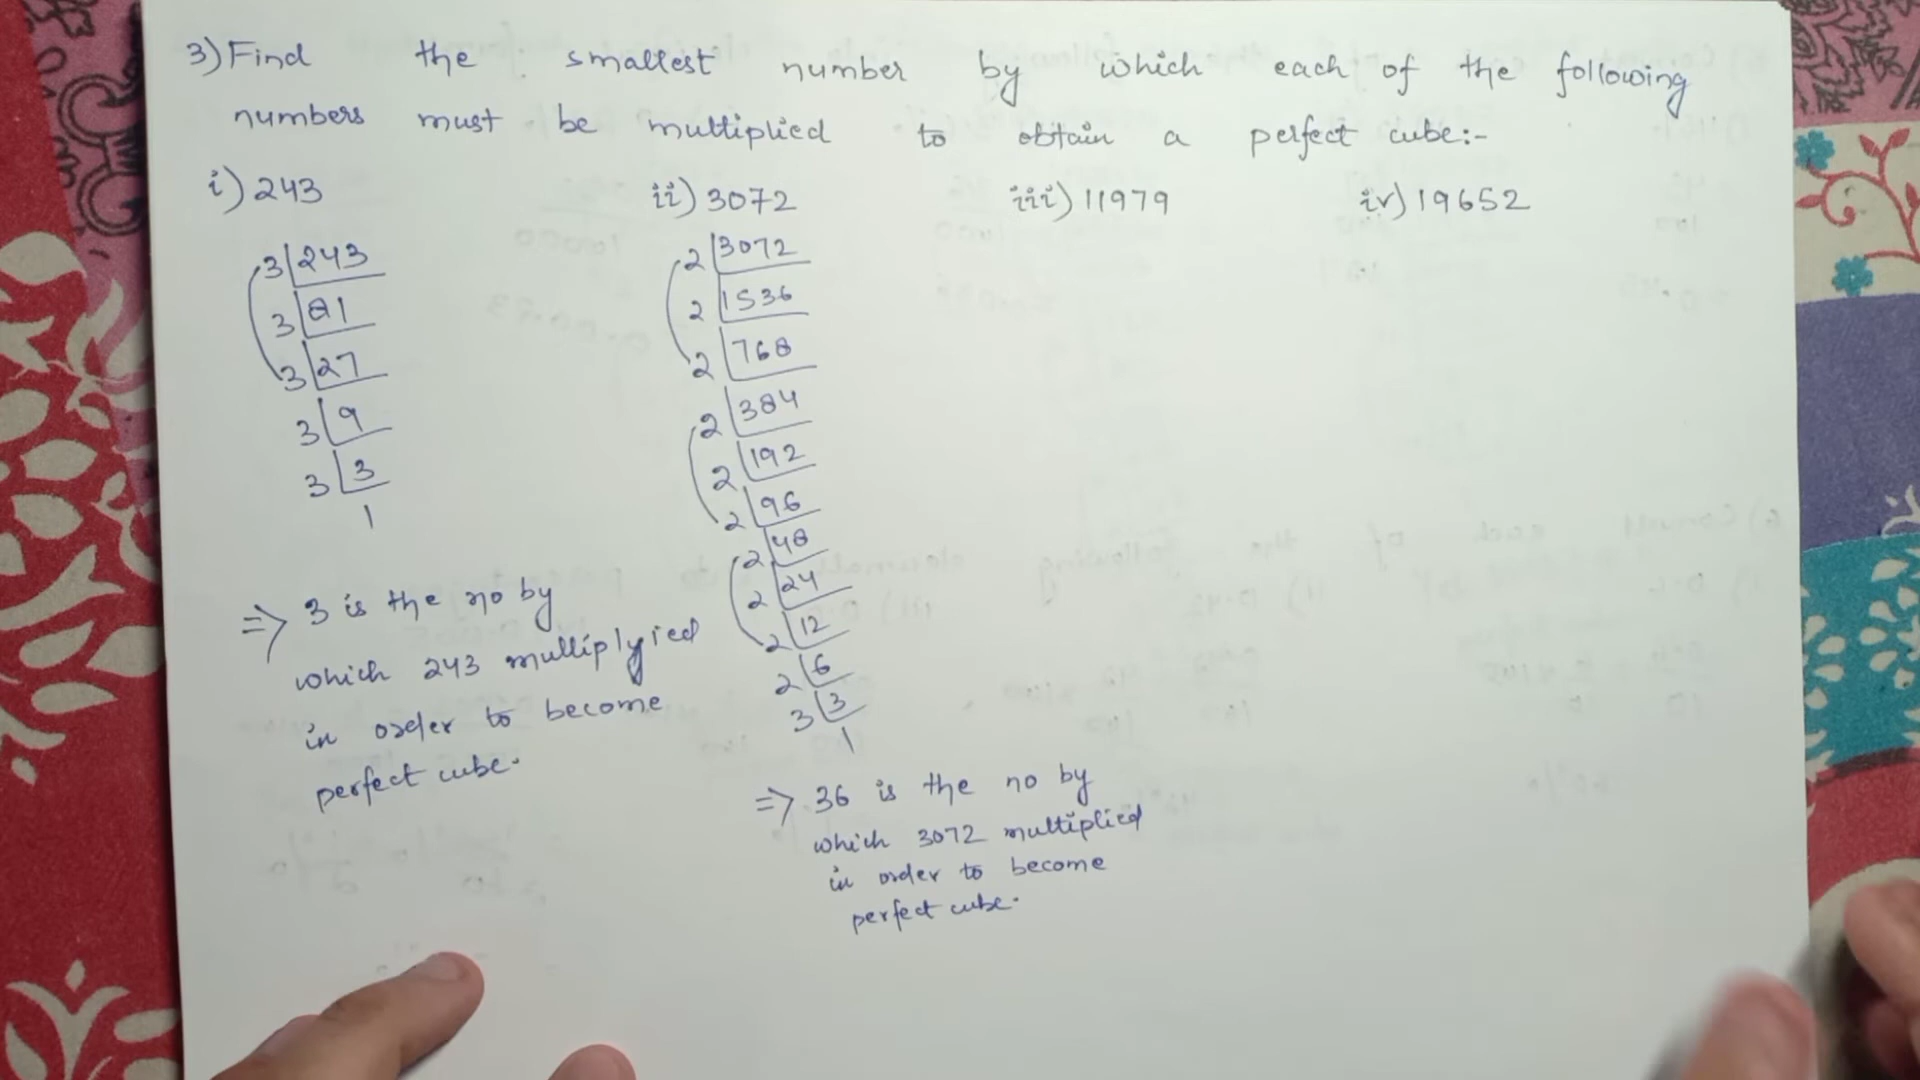 3) Find the smallest number by which each of the following
numbers must be multiplied to obtain a perfect cube:-
i) 243
3 243
3 81
3 27
3 9
3 3
1
=> 3 is the no by
which 243 multiplyied
in order to become
perfect cube.
ii) 3072
2 3072
2 1536
2 768
2 384
2 192
2 96
2 48
2 24
2 12
2 6
3 3
1
=> 36 is the no by
which 3072 multiplied
in order to become
perfect cube.
iii) 11979
iv) 19652